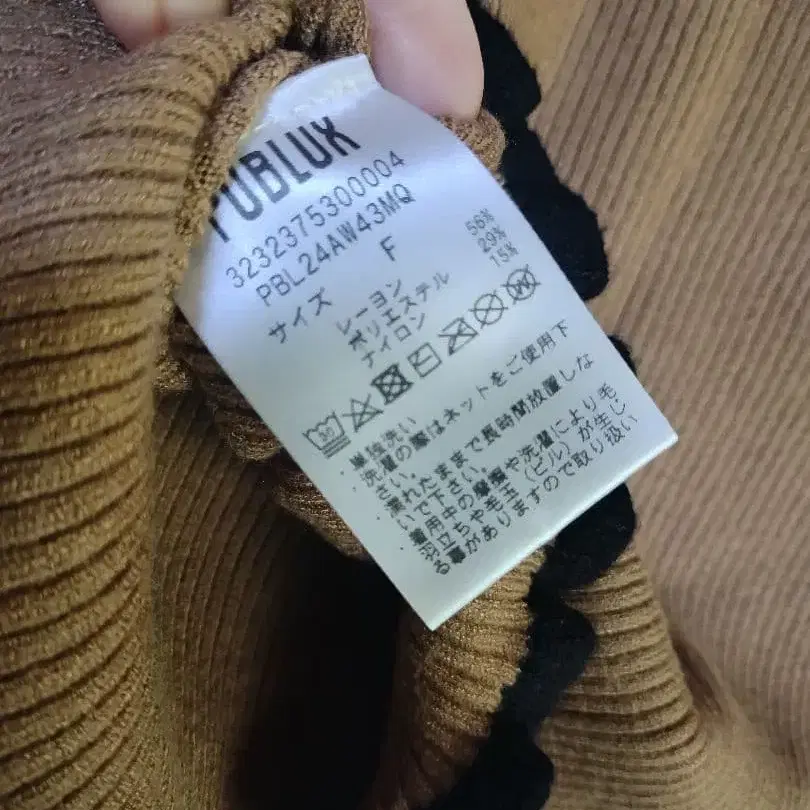 PUBLUX
3232375300004
PBL24AW43MQ
サイズ F
レーヨン 56%
ポリエステル 29%
ナイロン 15%
30
・単独洗い
・洗濯の際はネットをご使用下
さい。
・濡れたままで長時間放置しな
いで下さい。
・着用中の摩擦や洗濯により毛
羽立ちや毛玉(ピル)が生じ
る事がありますので取り扱い